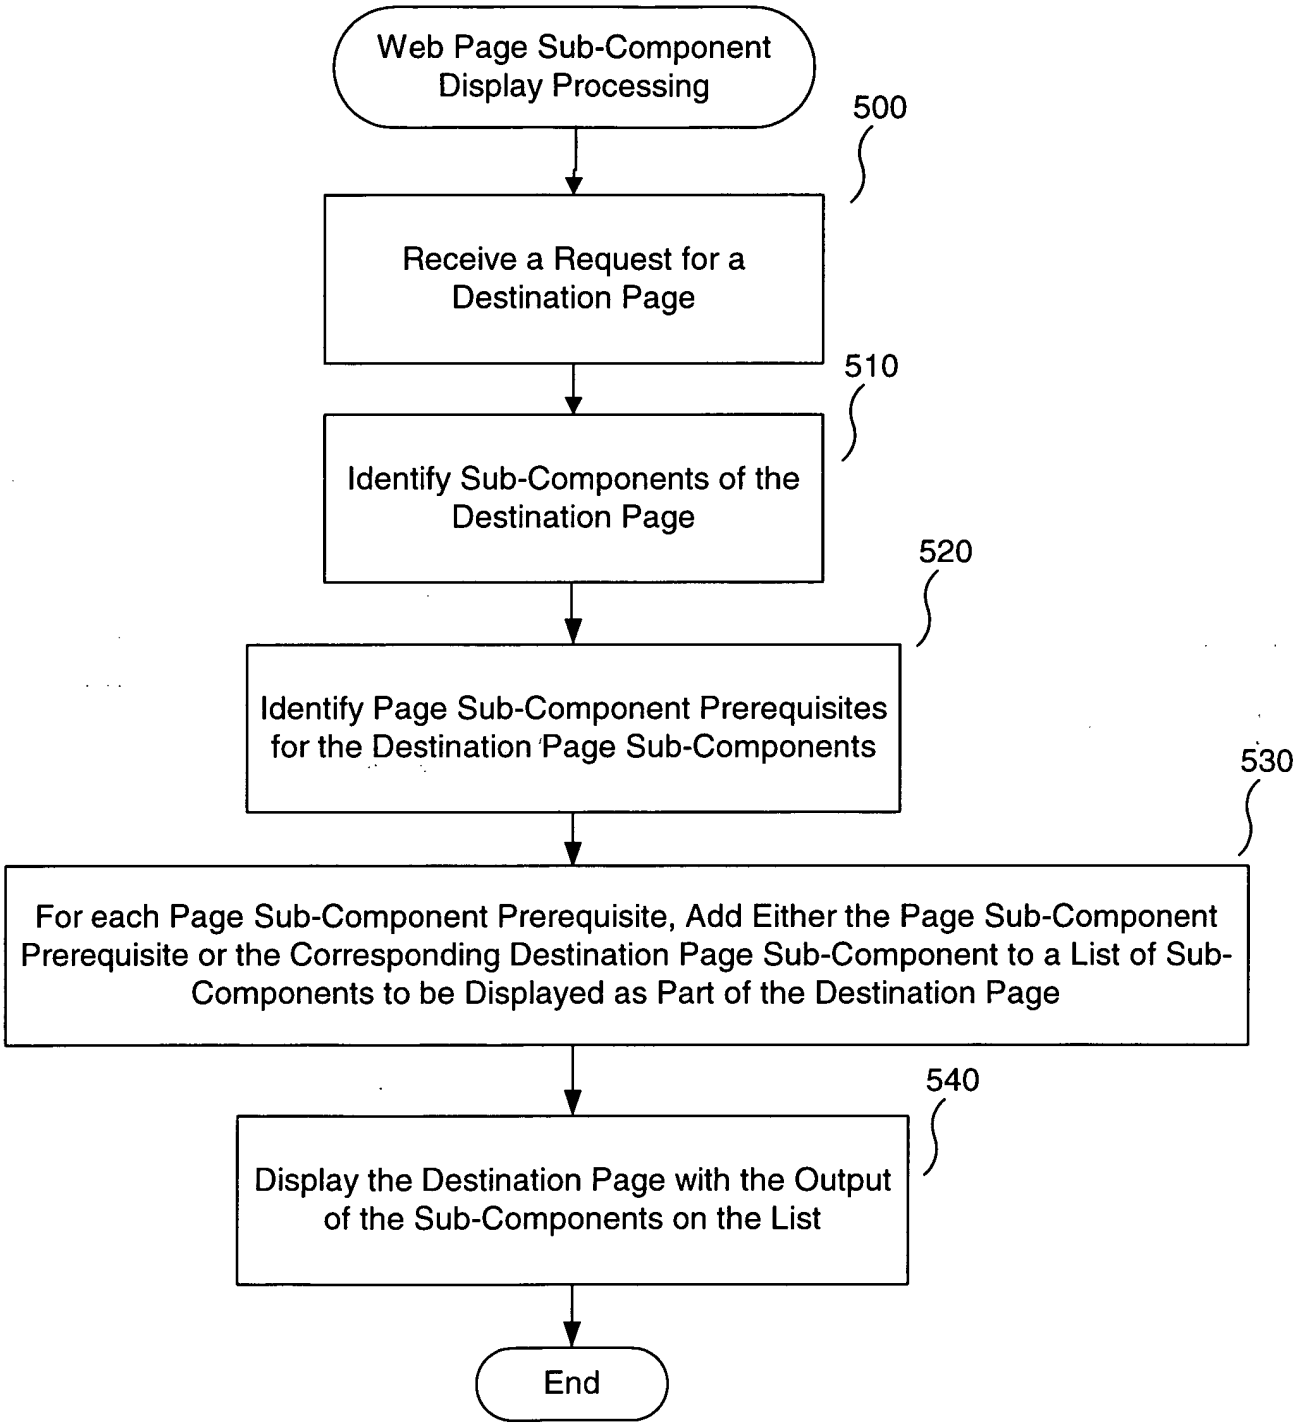 Web Page Sub-Component
Display Processing
500
Receive a Request for a
Destination Page
510
Identify Sub-Components of the
Destination Page
520
Identify Page Sub-Component Prerequisites
for the Destination Page Sub-Components
530
For each Page Sub-Component Prerequisite, Add Either the Page Sub-Component
Prerequisite or the Corresponding Destination Page Sub-Component to a List of Sub-
Components to be Displayed as Part of the Destination Page
540
Display the Destination Page with the Output
of the Sub-Components on the List
End